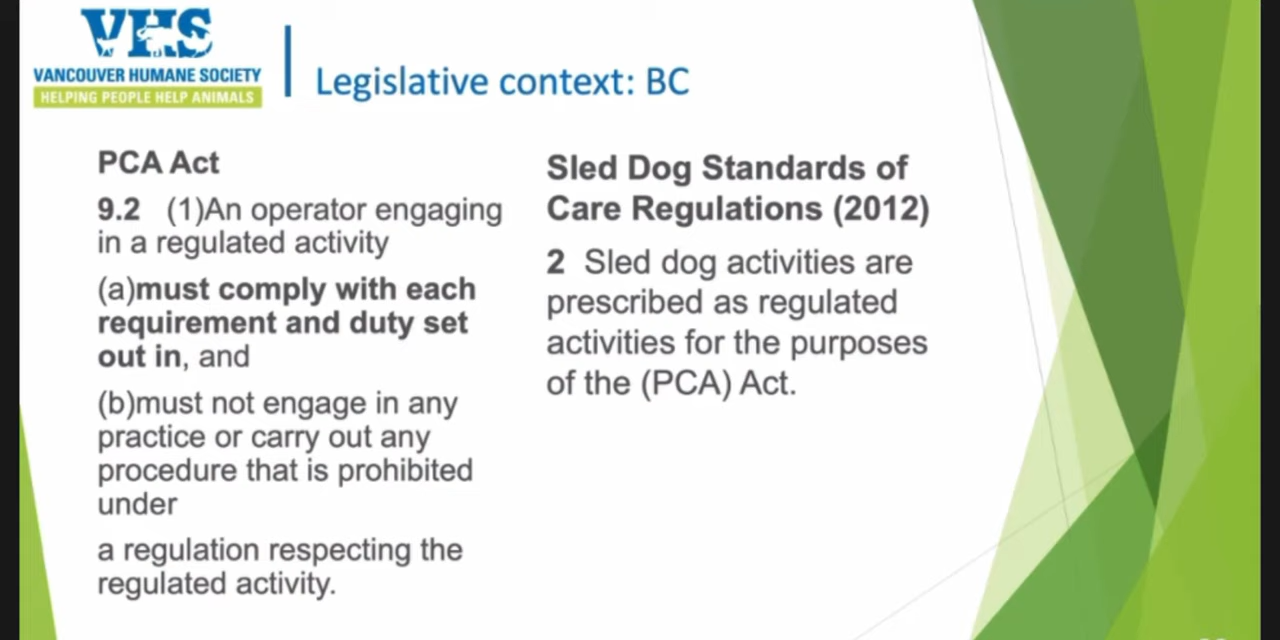 VHS
VANCOUVER HUMANE SOCIETY
HELPING PEOPLE HELP ANIMALS
Legislative context: BC
PCA Act
9.2 (1)An operator engaging
in a regulated activity
(a)must comply with each
requirement and duty set
out in, and
(b)must not engage in any
practice or carry out any
procedure that is prohibited
under
a regulation respecting the
regulated activity.
Sled Dog Standards of
Care Regulations (2012)
2 Sled dog activities are
prescribed as regulated
activities for the purposes
of the (PCA) Act.